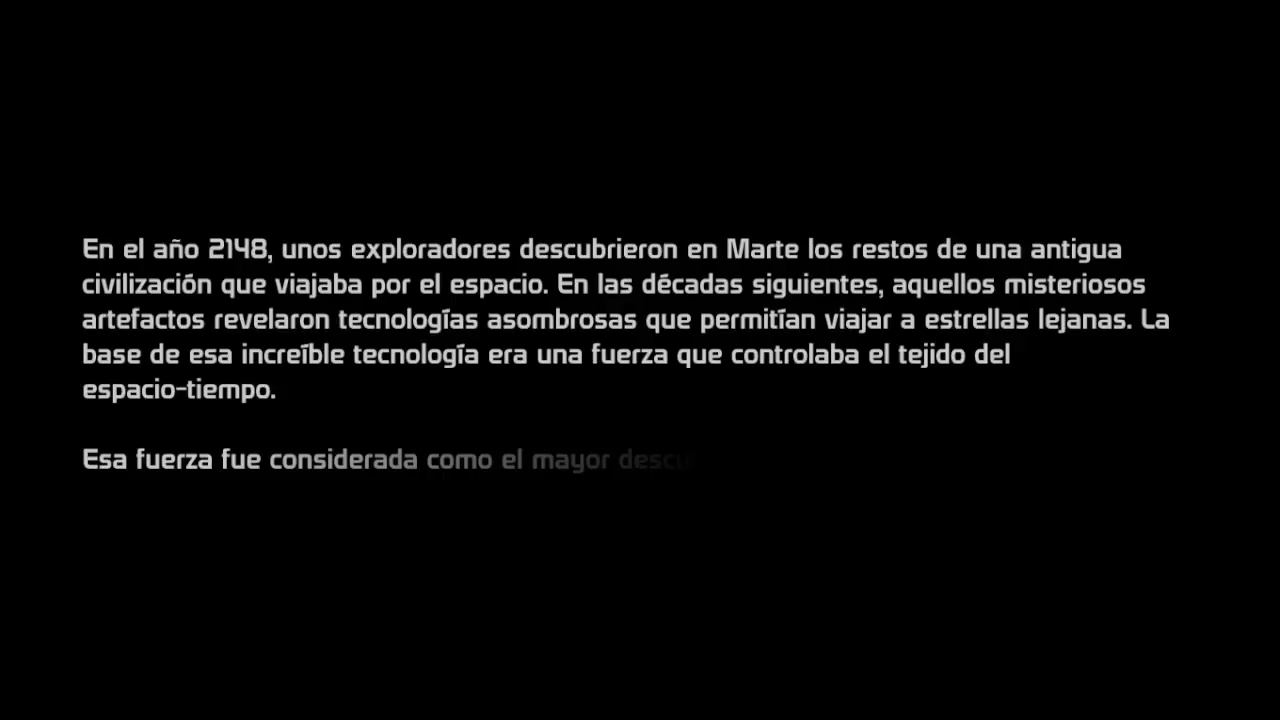 En el año 2148, unos exploradores descubrieron en Marte los restos de una antigua
civilización que viajaba por el espacio. En las décadas siguientes, aquellos misteriosos
artefactos revelaron tecnologías asombrosas que permitían viajar a estrellas lejanas. La
base de esa increíble tecnología era una fuerza que controlaba el tejido del
espacio-tiempo.
Esa fuerza fue considerada como el mayor